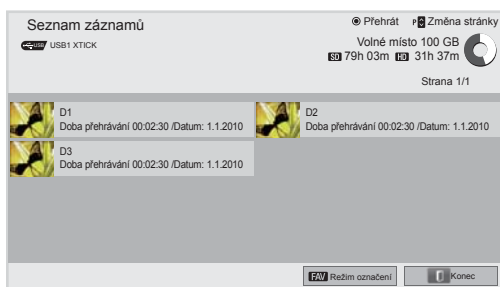 Seznam záznamů
USB USB1 XTICK
Přehrát P Změna stránky
Volné místo 100 GB
SD 79h 03m HD 31h 37m
Strana 1/1
D1
Doba přehrávání 00:02:30 /Datum: 1.1.2010
D2
Doba přehrávání 00:02:30 /Datum: 1.1.2010
D3
Doba přehrávání 00:02:30 /Datum: 1.1.2010
FAV Režim označení
Konec